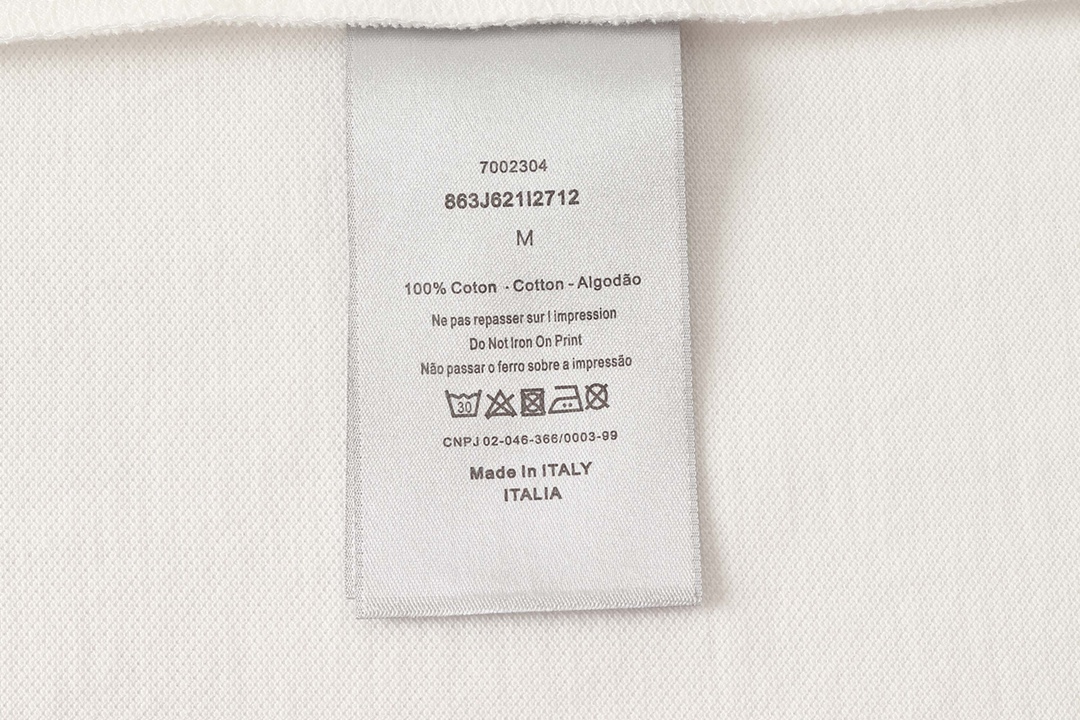 7002304
863J621I2712
M
100% Coton · Cotton - Algodão
Ne pas repasser sur l impression
Do Not Iron On Print
Não passar o ferro sobre a impressão
30
CNPJ 02-046-366/0003-99
Made In ITALY
ITALIA